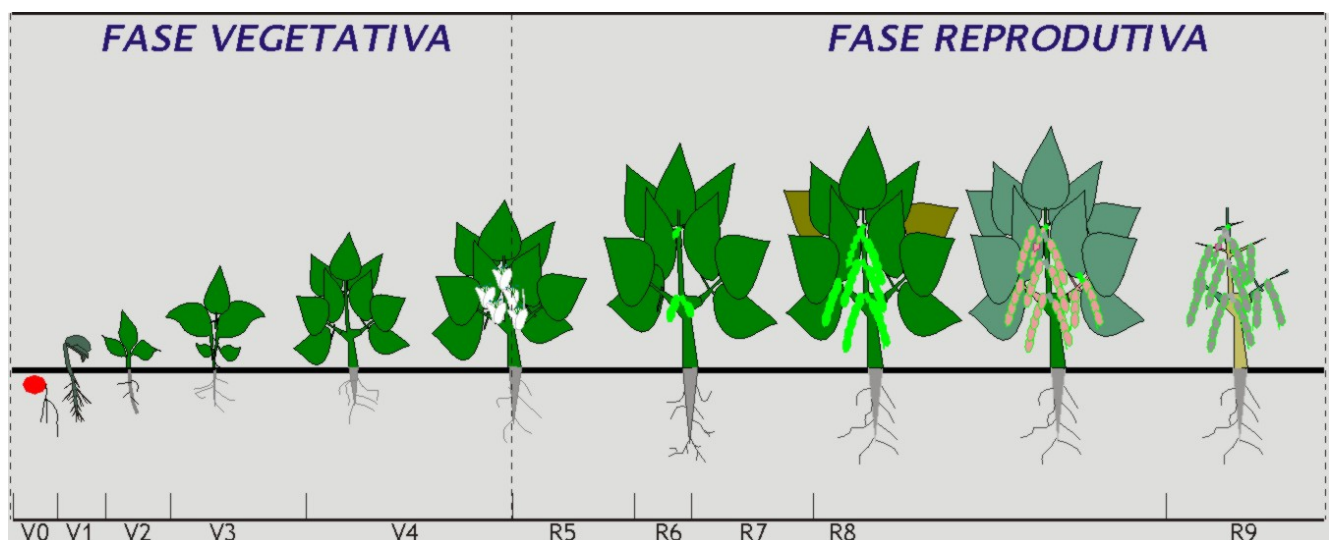 FASE VEGETATIVA FASE REPRODUTIVA
V0 V1 V2 V3 V4 R5 R6 R7 R8 R9